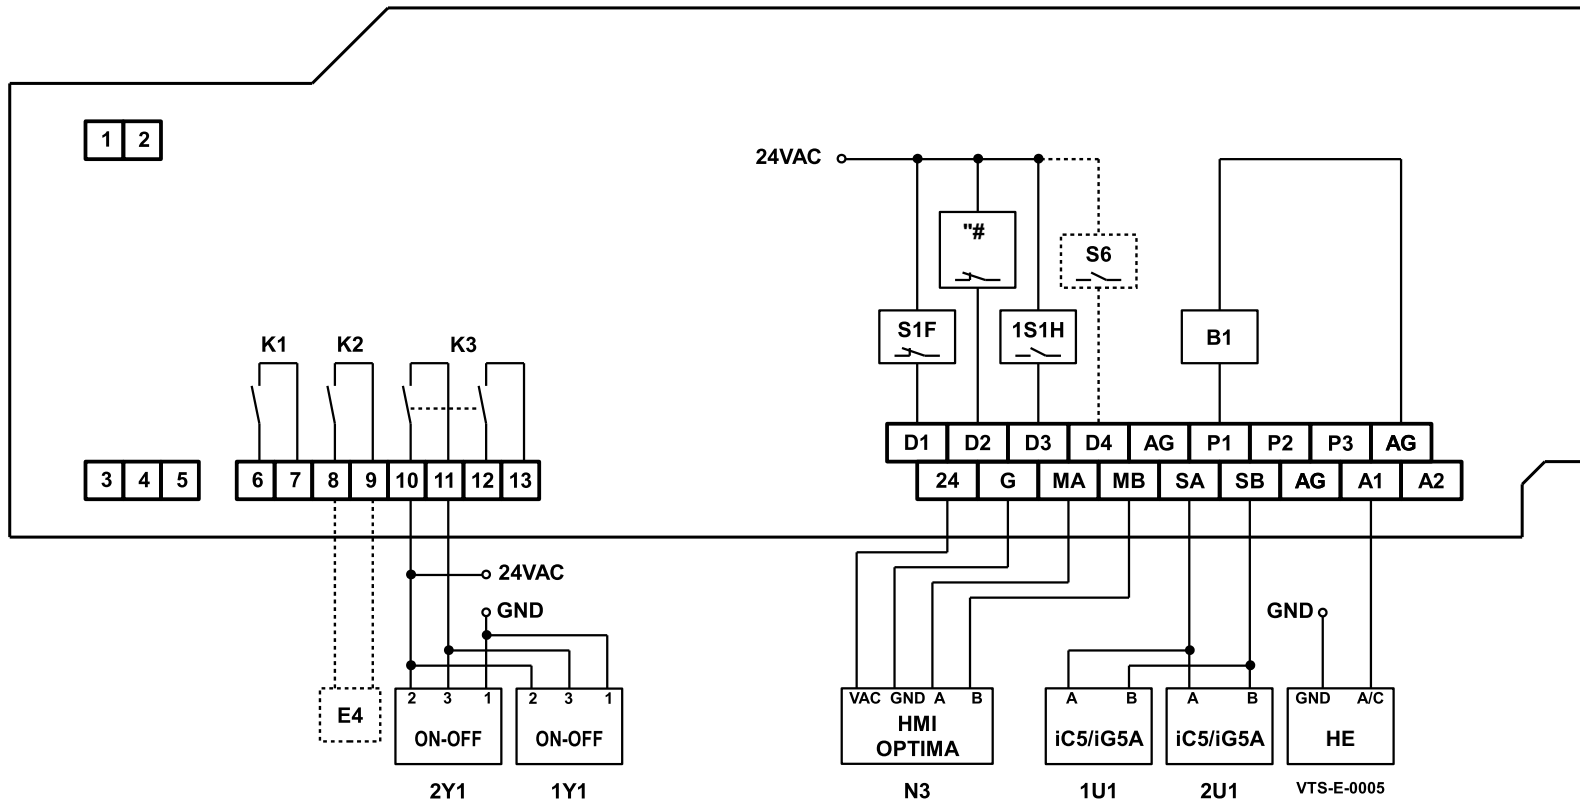 1 2
24VAC
"#
S6
S1F 1S1H B1
K1 K2 K3
D1 D2 D3 D4 AG P1 P2 P3 AG
3 4 5 6 7 8 9 10 11 12 13
24 G MA MB SA SB AG A1 A2
24VAC
GND
GND
2 3 1 2 3 1
VAC GND A B
A B A B
GND A/C
E4
ON-OFF ON-OFF
HMI
OPTIMA
iC5/iG5A iC5/iG5A HE
2Y1 1Y1 N3 1U1 2U1 VTS-E-0005